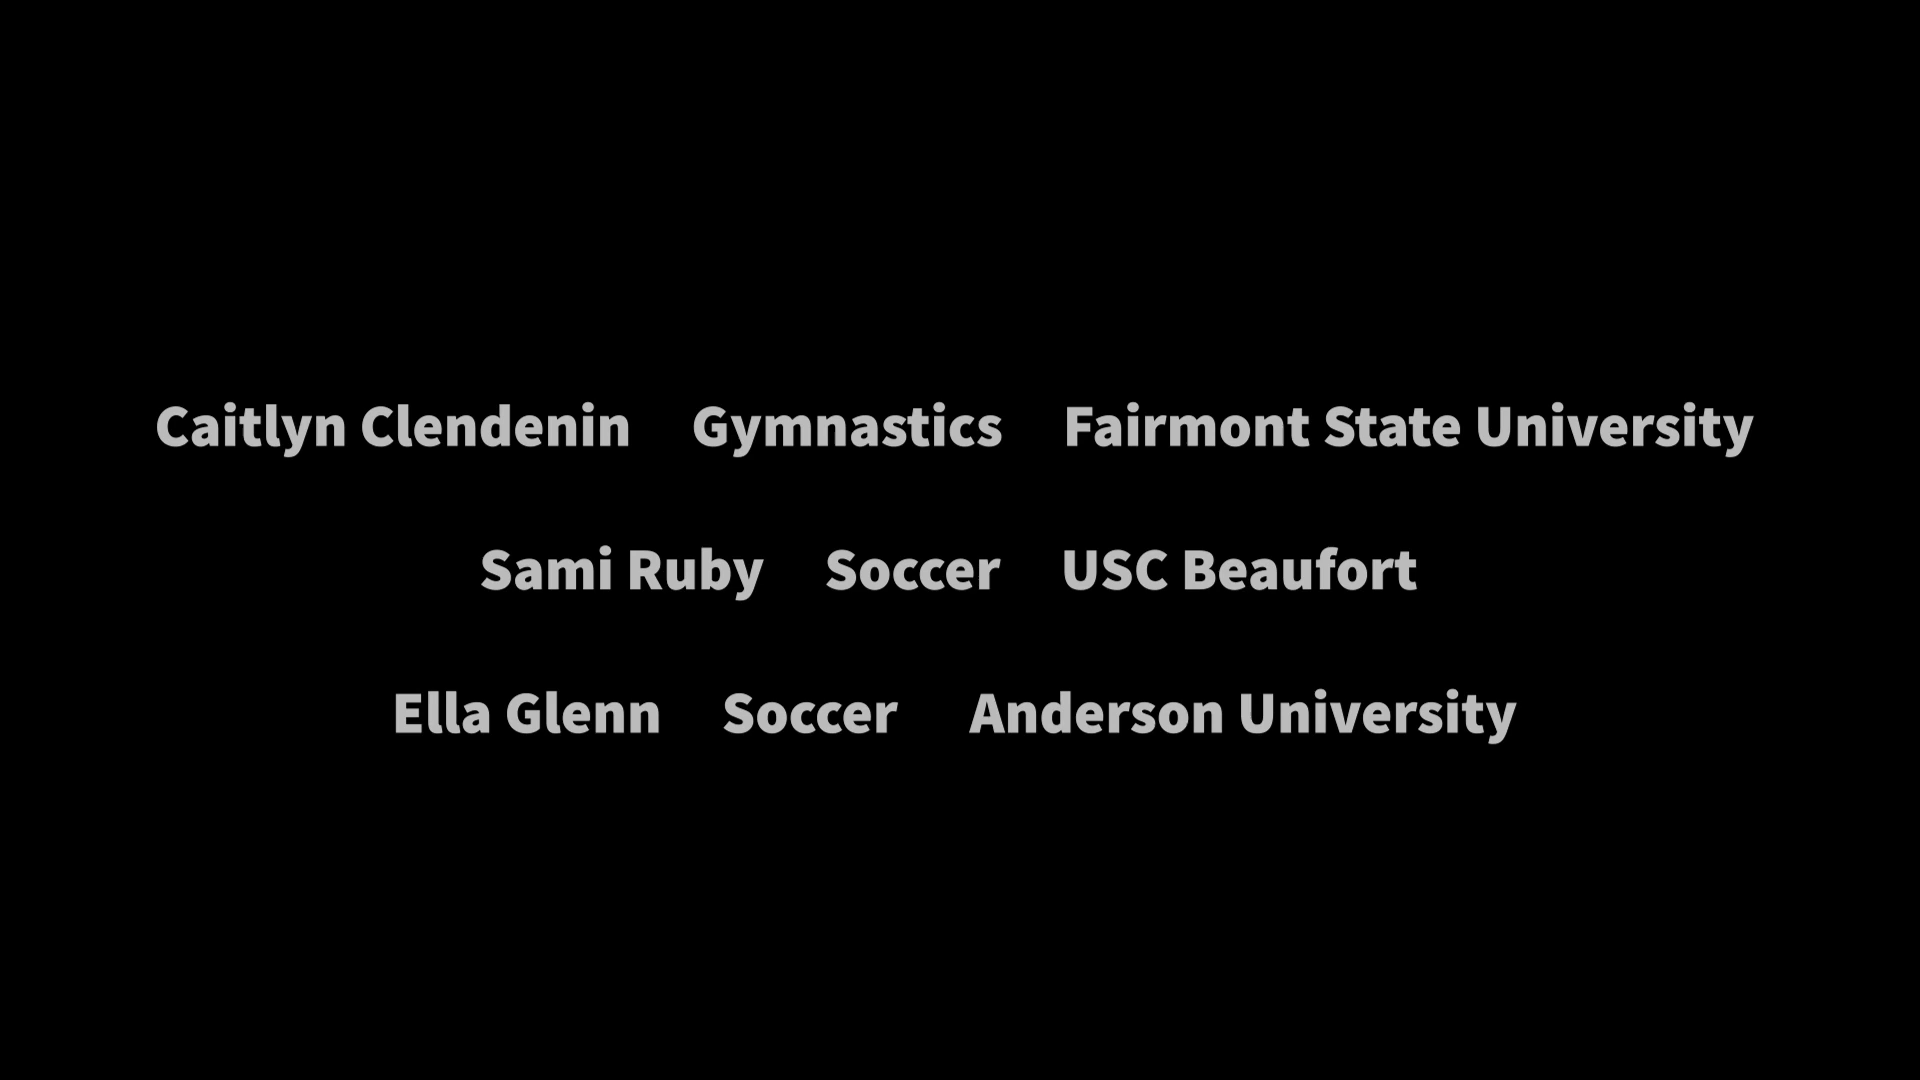 Caitlyn Clendenin Gymnastics Fairmont State University
Sami Ruby Soccer USC Beaufort
Ella Glenn Soccer Anderson University